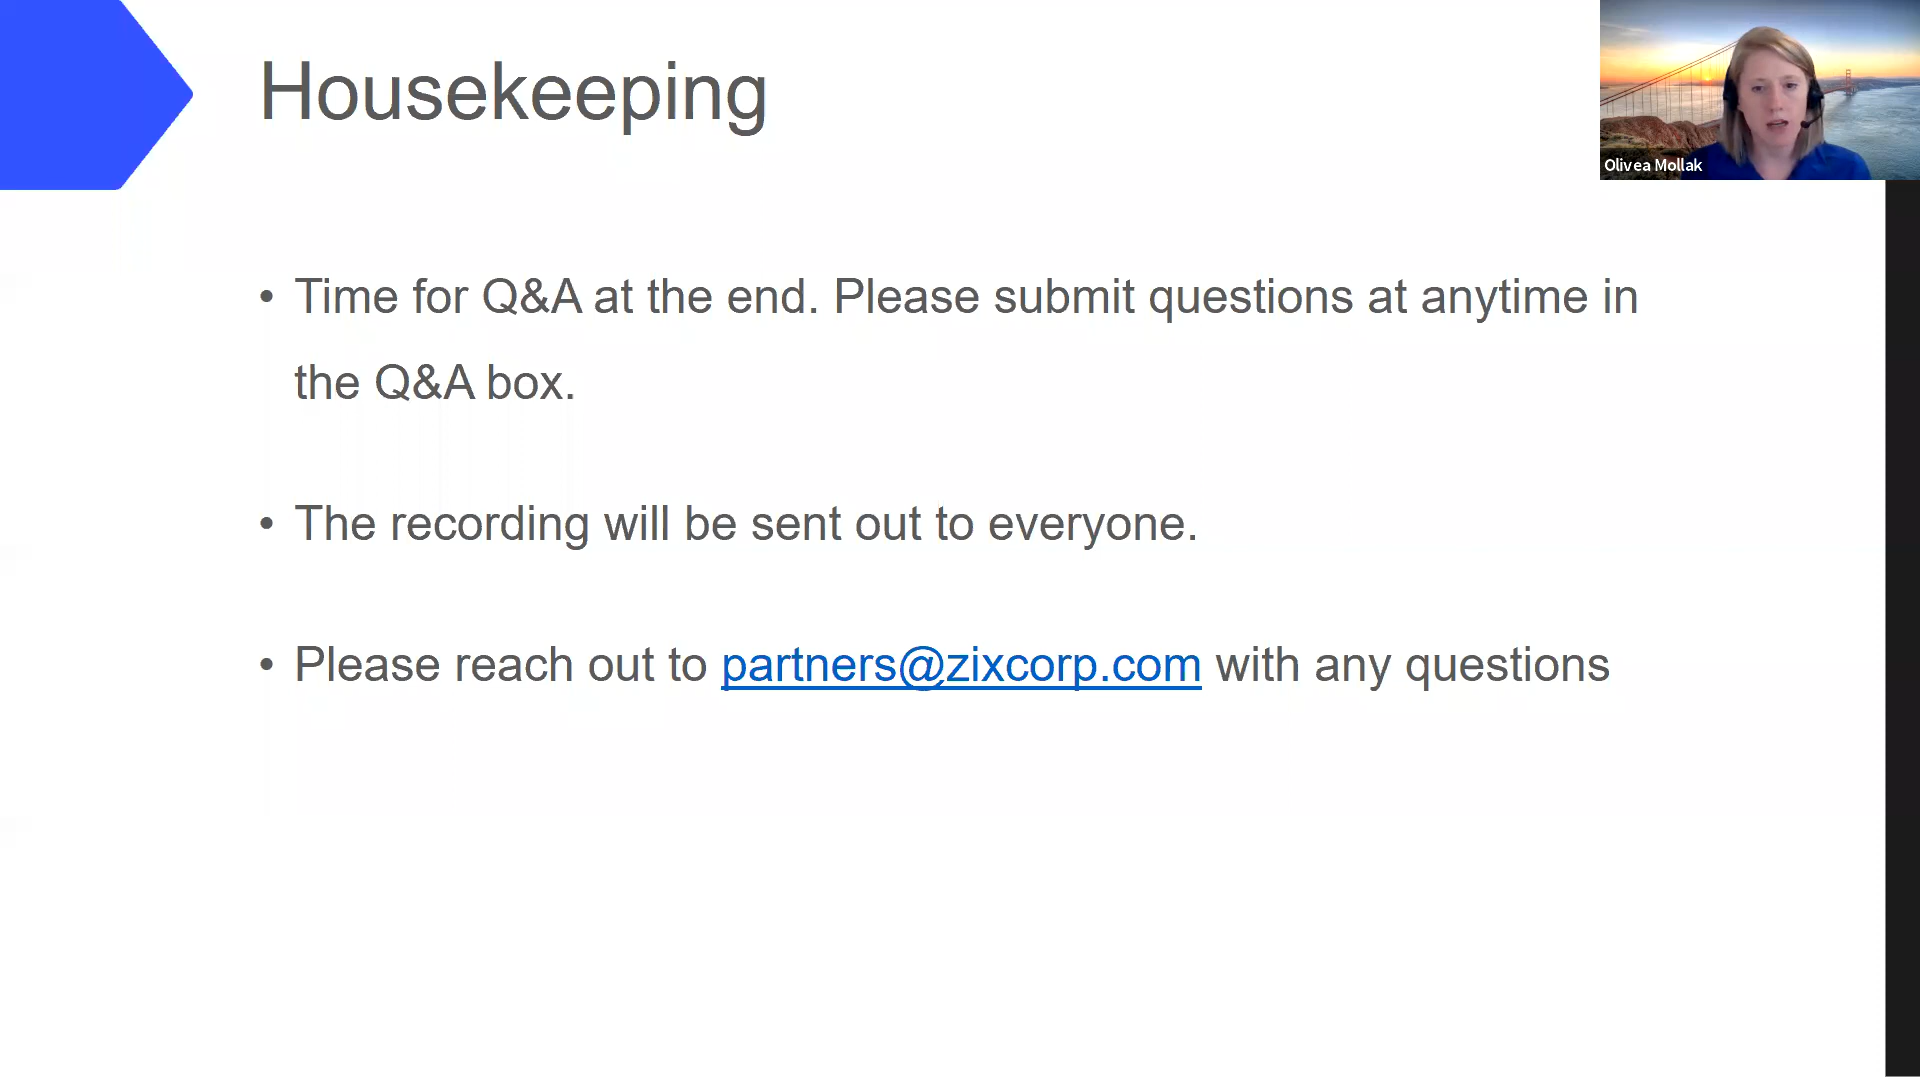 Housekeeping
Olivea Mollak
• Time for Q&A at the end. Please submit questions at anytime in
the Q&A box.
• The recording will be sent out to everyone.
• Please reach out to partners@zixcorp.com with any questions